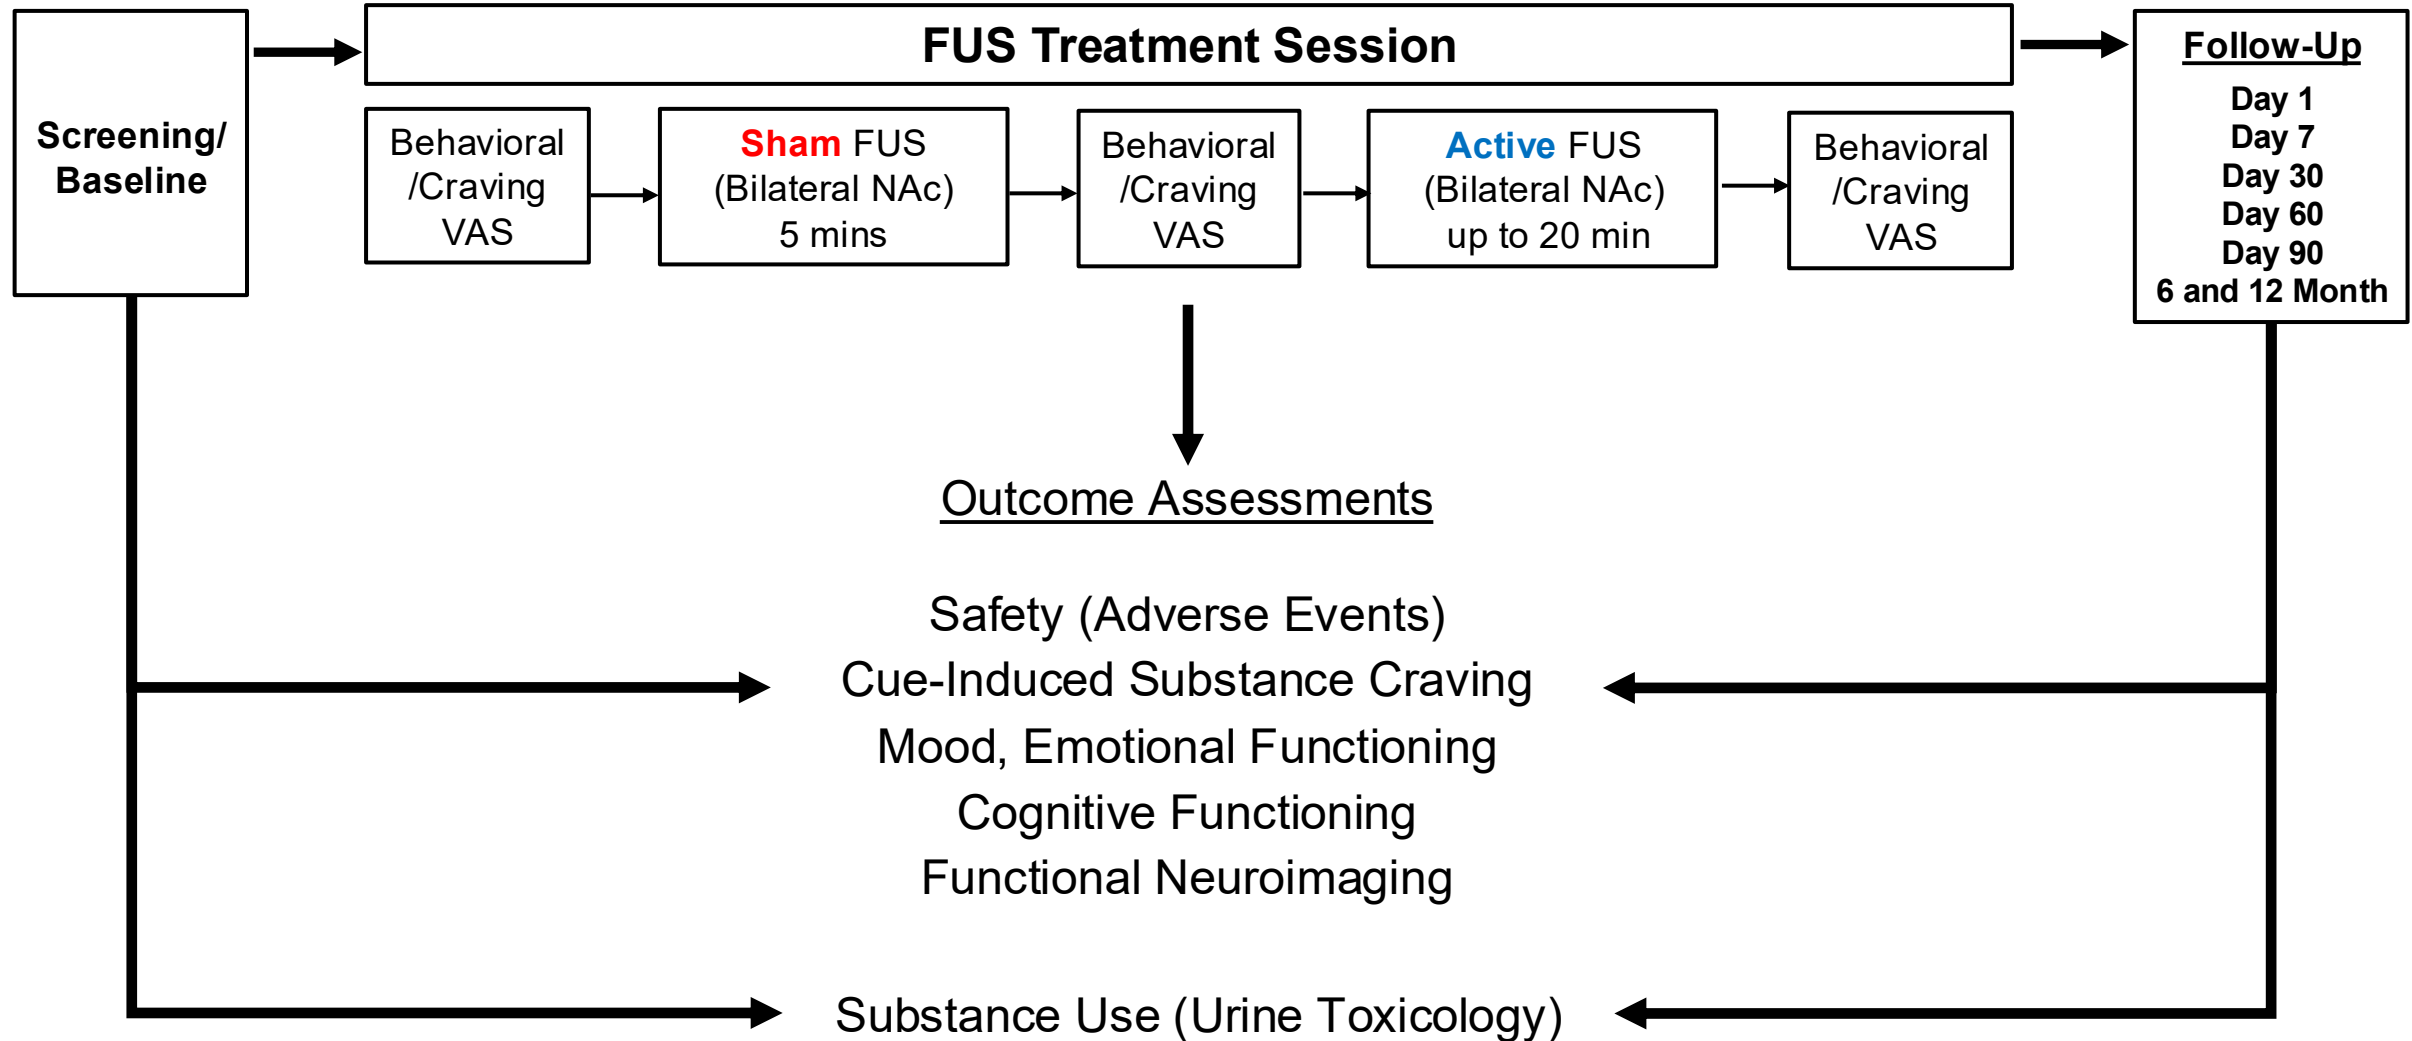 Screening/
Baseline
FUS Treatment Session
Behavioral
/Craving
VAS
Sham FUS
(Bilateral NAc)
5 mins
Behavioral
/Craving
VAS
Active FUS
(Bilateral NAc)
up to 20 min
Behavioral
/Craving
VAS
Follow-Up
Day 1
Day 7
Day 30
Day 60
Day 90
6 and 12 Month
Outcome Assessments
Safety (Adverse Events)
Cue-Induced Substance Craving
Mood, Emotional Functioning
Cognitive Functioning
Functional Neuroimaging
Substance Use (Urine Toxicology)